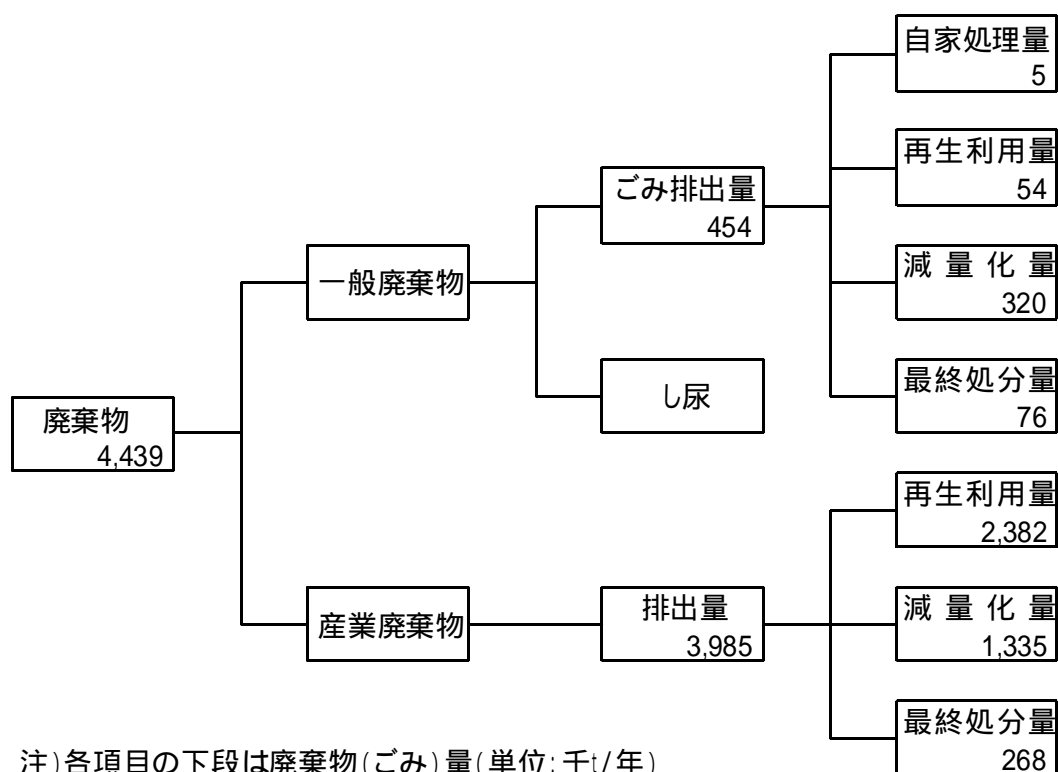 自家処理量
5
再生利用量
54
ごみ排出量
454
減量化量
320
一般廃棄物
最終処分量
76
し尿
廃棄物
4,439
再生利用量
2,382
産業廃棄物
排出量
3,985
減量化量
1,335
最終処分量
268
注)各項目の下段は廃棄物(ごみ)量(単位:千t/年)